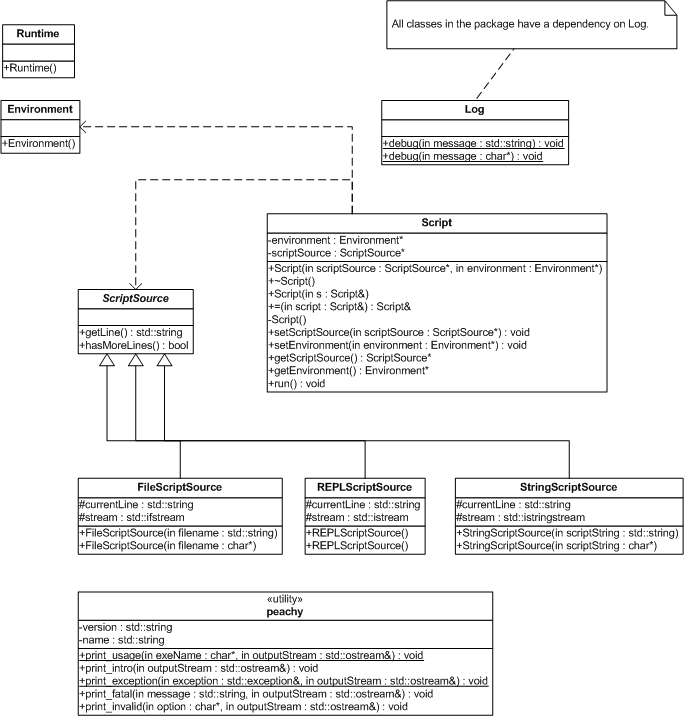 All classes in the package have a dependency on Log.
Runtime
+Runtime()
Environment
+Environment()
Log
+debug(in message : std::string) : void
+debug(in message : char*) : void
Script
-environment : Environment*
-scriptSource : ScriptSource*
+Script(in scriptSource : ScriptSource*, in environment : Environment*)
+~Script()
+Script(in s : Script&)
+=(in script : Script&) : Script&
-Script()
+setScriptSource(in scriptSource : ScriptSource*) : void
+setEnvironment(in environment : Environment*) : void
+getScriptSource() : ScriptSource*
+getEnvironment() : Environment*
+run() : void
ScriptSource
+getLine() : std::string
+hasMoreLines() : bool
FileScriptSource
#currentLine : std::string
#stream : std::ifstream
+FileScriptSource(in filename : std::string)
+FileScriptSource(in filename : char*)
REPLScriptSource
#currentLine : std::string
#stream : std::istream
+REPLScriptSource()
+REPLScriptSource()
StringScriptSource
#currentLine : std::string
#stream : std::istringstream
+StringScriptSource(in scriptString : std::string)
+StringScriptSource(in scriptString : char*)
«utility»
peachy
-version : std::string
-name : std::string
+print_usage(in exeName : char*, in outputStream : std::ostream&) : void
+print_intro(in outputStream : std::ostream&) : void
+print_exception(in exception : std::exception&, in outputStream : std::ostream&) : void
+print_fatal(in message : std::string, in outputStream : std::ostream&) : void
+print_invalid(in option : char*, in outputStream : std::ostream&) : void